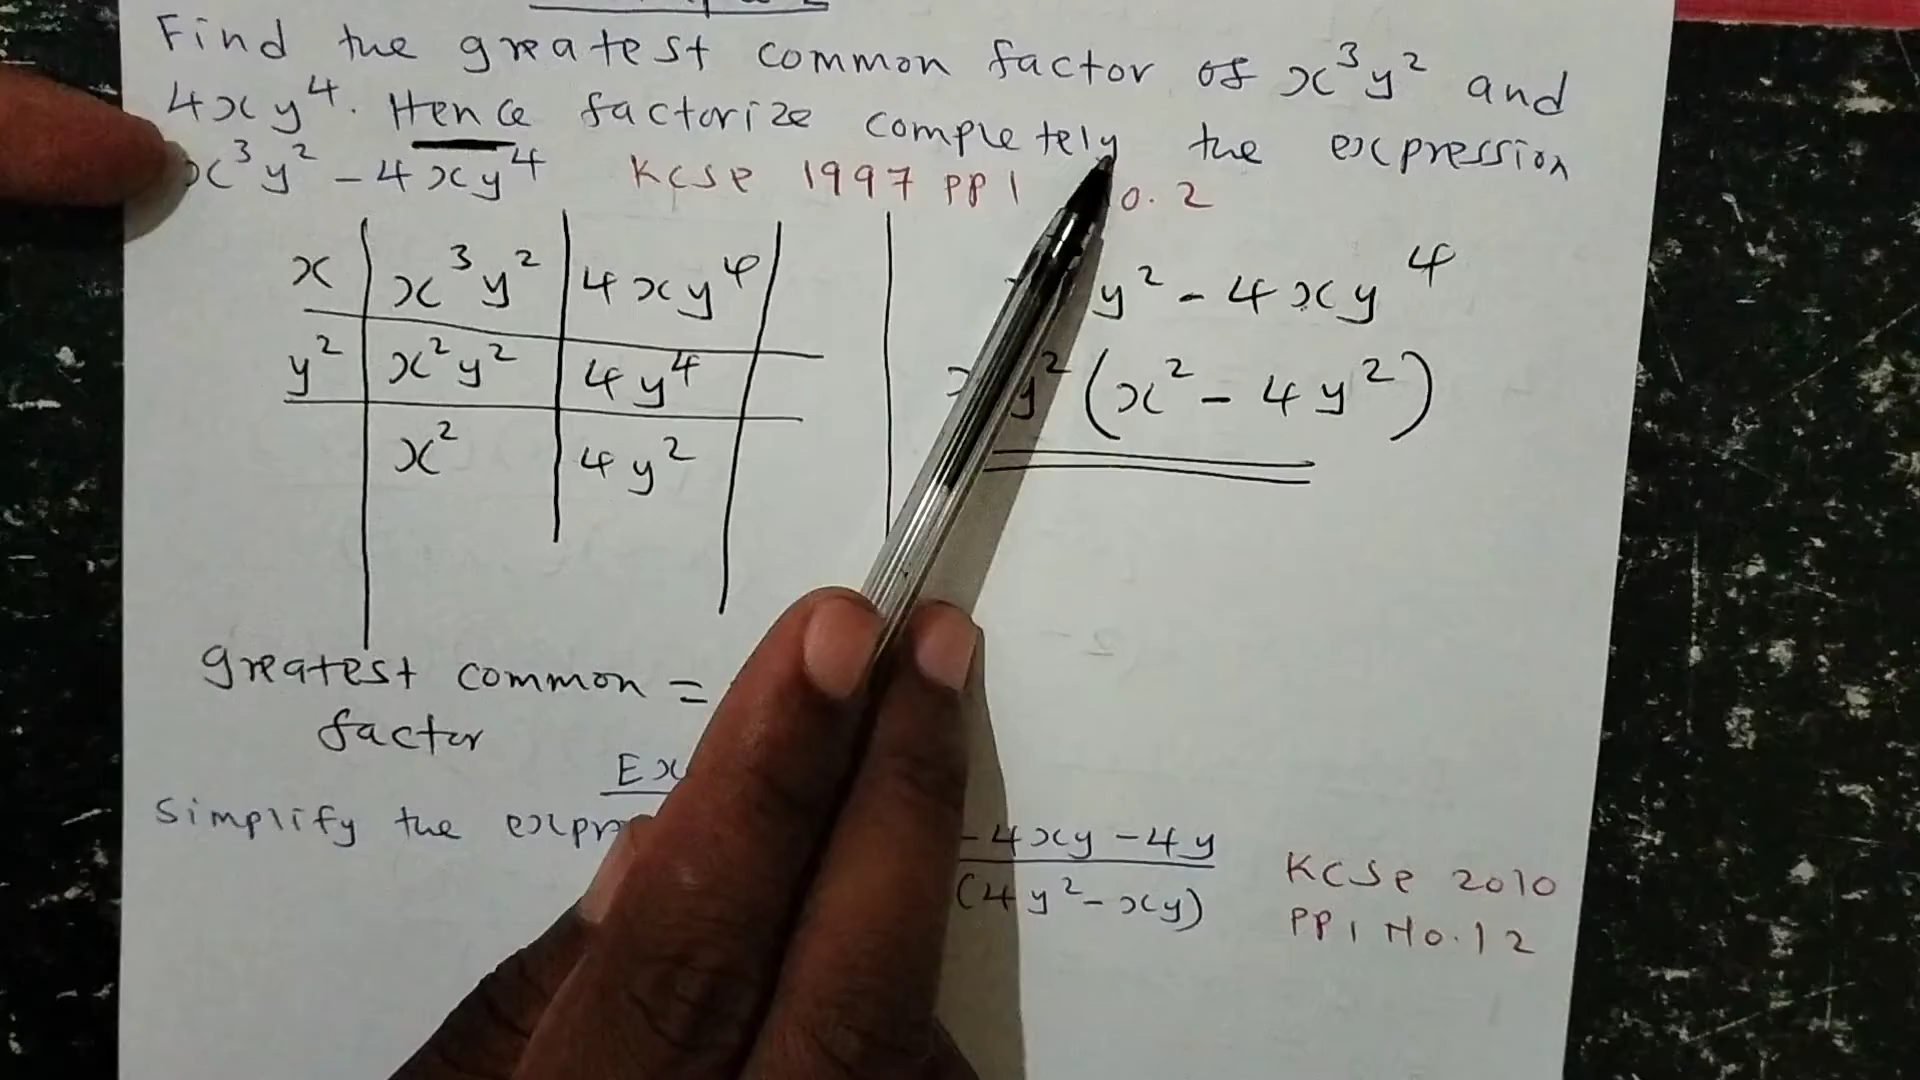 Find the greatest common factor of x³y² and
4xy⁴. Hence factorize completely the expression
x³y² - 4xy⁴ KCSE 1997 PP1 o. 2
x x³y² 4xy⁴
y² x²y² 4y⁴
x² 4y²
y² - 4xy⁴
y² (x² - 4y²)
greatest common =
factor
Simplify the
-4xy - 4y
(4y² - xy)
KCSE 2010
PP1 No. 12